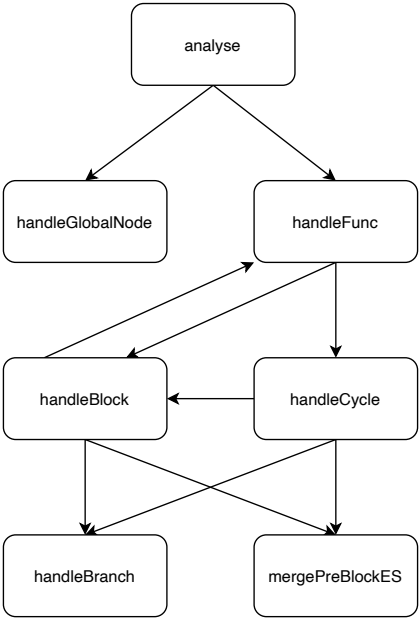 analyse
handleGlobalNode
handleFunc
handleBlock
handleCycle
handleBranch
mergePreBlockES